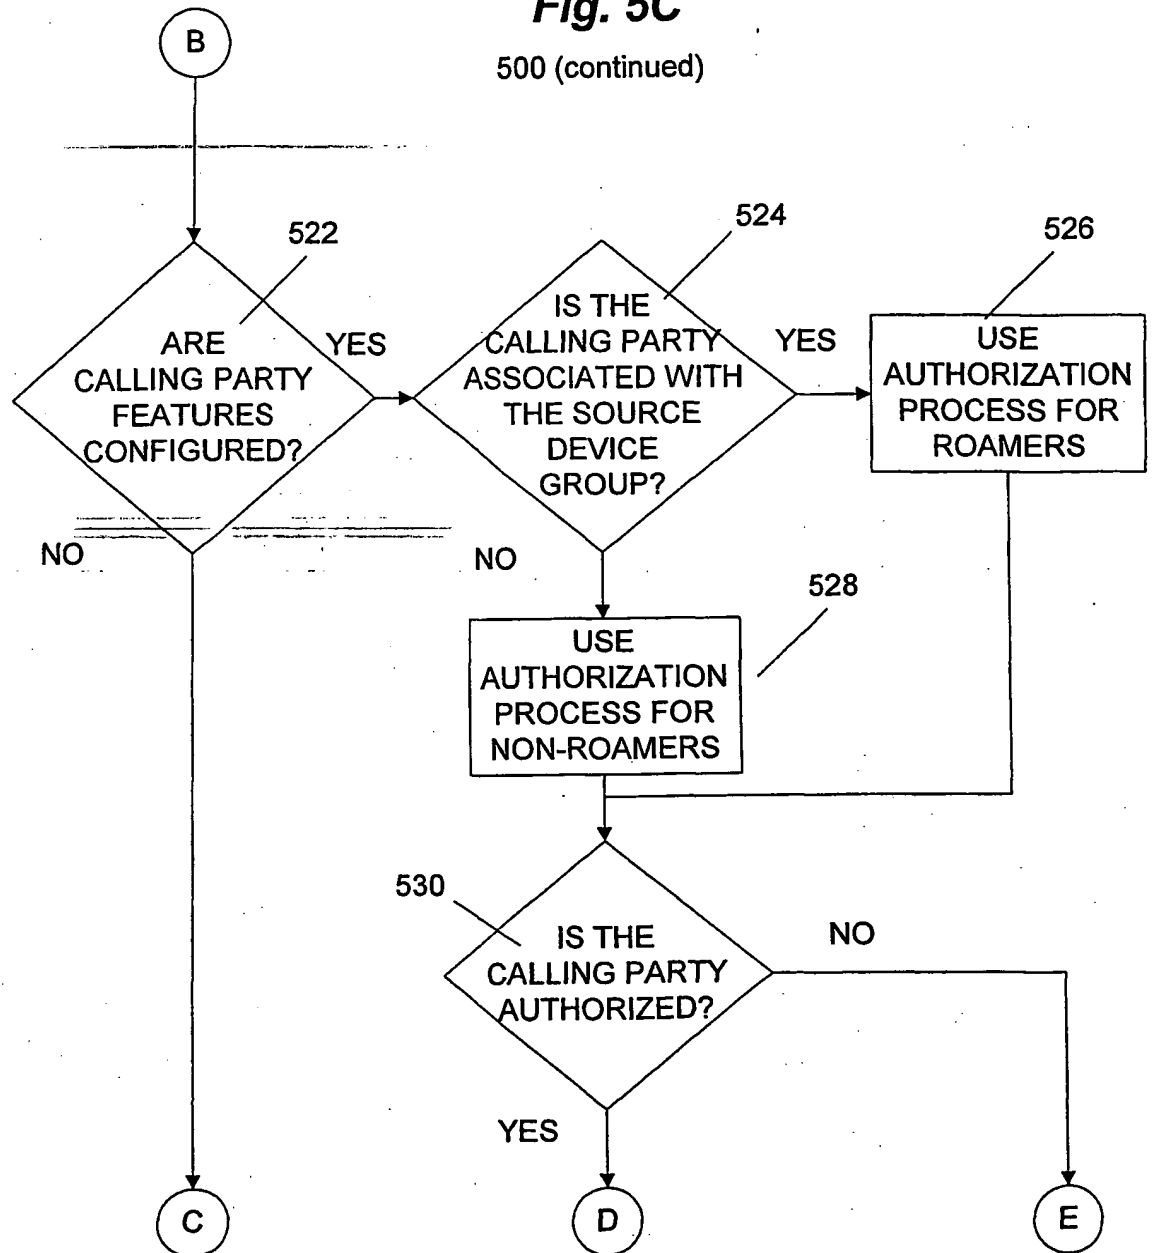 Fig. 5C
500 (continued)
B
522
ARE
CALLING PARTY
FEATURES
CONFIGURED?
YES
NO
524
IS THE
CALLING PARTY
ASSOCIATED WITH
THE SOURCE
DEVICE
GROUP?
YES
NO
526
USE
AUTHORIZATION
PROCESS FOR
ROAMERS
528
USE
AUTHORIZATION
PROCESS FOR
NON-ROAMERS
530
IS THE
CALLING PARTY
AUTHORIZED?
NO
YES
C
D
E